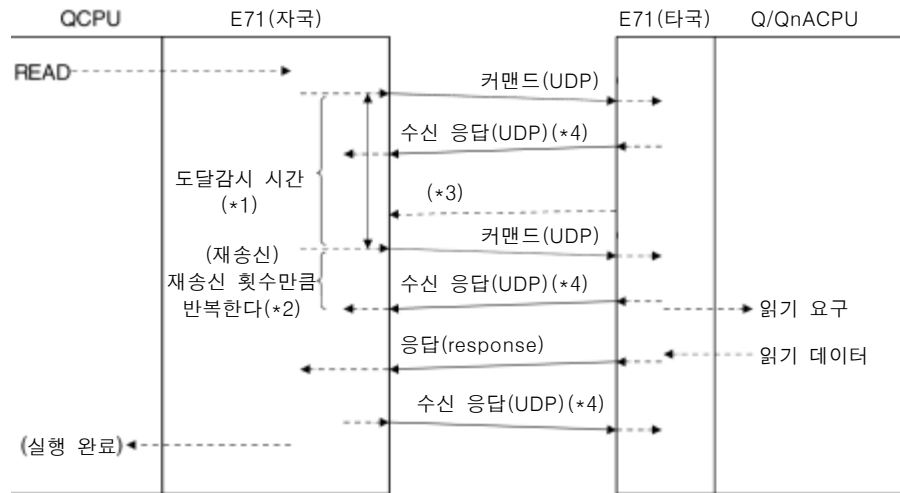 QCPU E71(자국) E71(타국) Q/QnACPU
READ
커맨드(UDP)
수신 응답(UDP)(*4)
도달감시 시간
(*1)
(*3)
커맨드(UDP)
(재송신)
재송신 횟수만큼
반복한다(*2)
수신 응답(UDP)(*4)
읽기 요구
응답(response)
읽기 데이터
수신 응답(UDP)(*4)
(실행 완료)